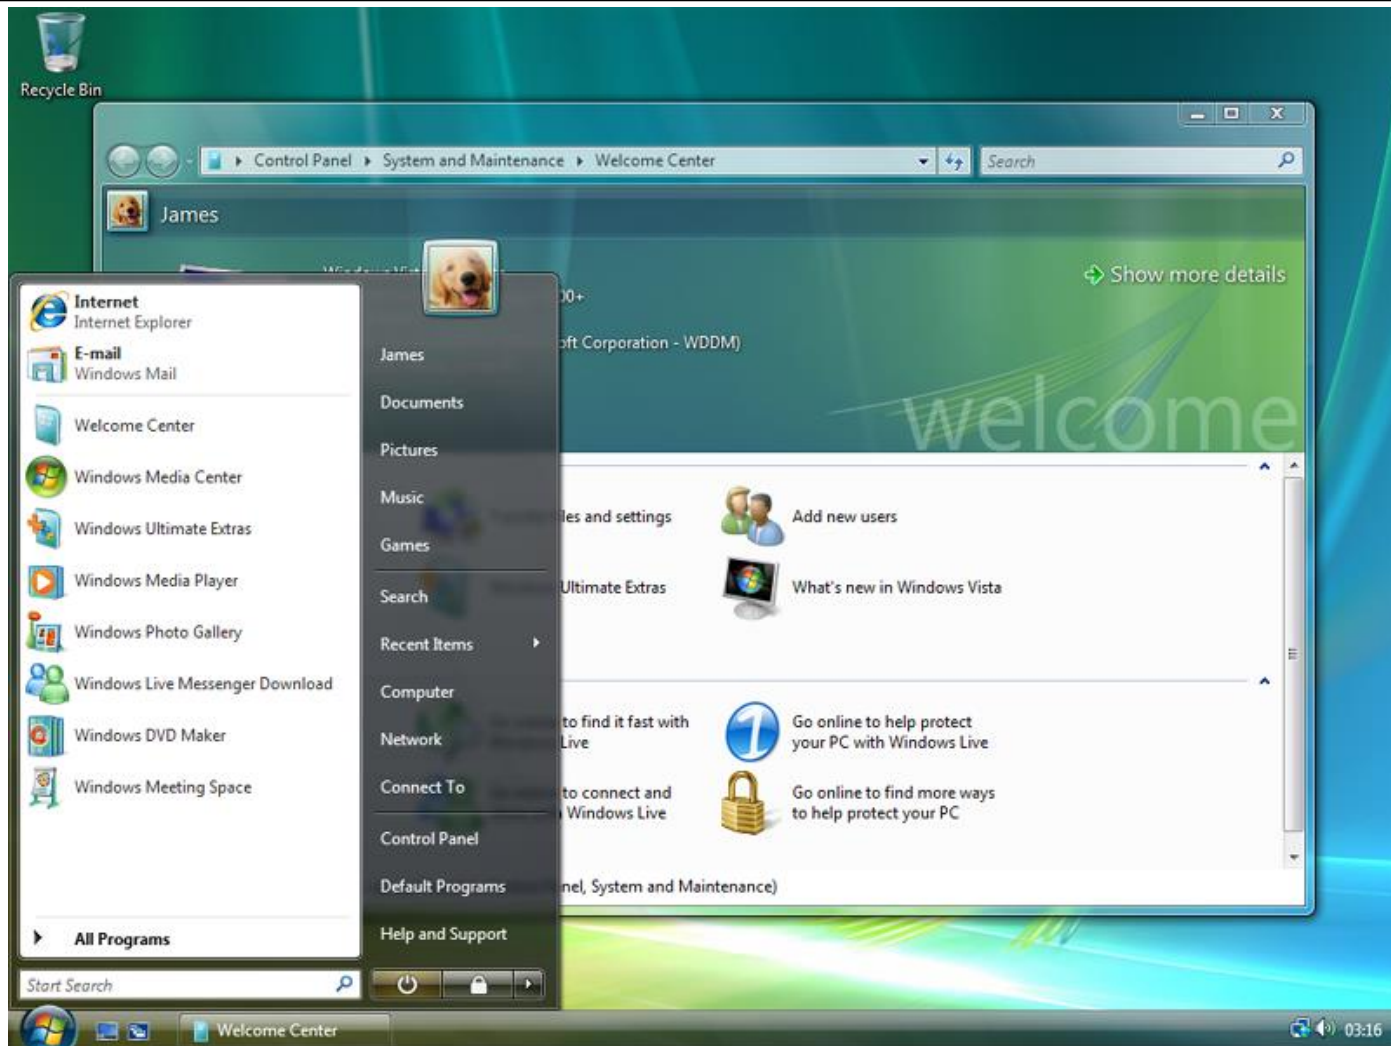 Recycle Bin
Control Panel
System and Maintenance
Welcome Center
Search
James
Show more details
00+
oft Corporation - WDDM)
welcome
les and settings
Add new users
Ultimate Extras
What's new in Windows Vista
to find it fast with
Live
Go online to help protect
your PC with Windows Live
to connect and
Windows Live
Go online to find more ways
to help protect your PC
nel, System and Maintenance)
Internet
Internet Explorer
E-mail
Windows Mail
Welcome Center
Windows Media Center
Windows Ultimate Extras
Windows Media Player
Windows Photo Gallery
Windows Live Messenger Download
Windows DVD Maker
Windows Meeting Space
All Programs
Start Search
James
Documents
Pictures
Music
Games
Search
Recent Items
Computer
Network
Connect To
Control Panel
Default Programs
Help and Support
Welcome Center
03:16